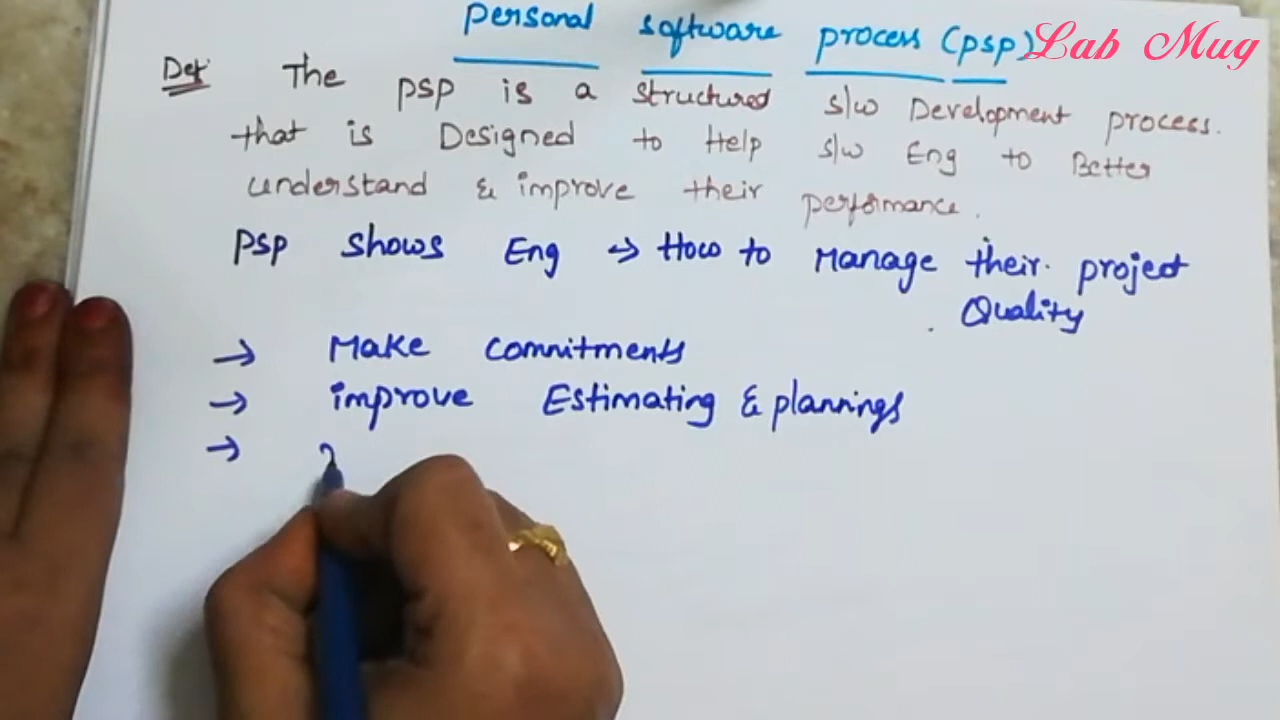 personal software process (psp)
Lab Mug
Def The psp is a structured s/w Development process.
that is Designed to Help s/w Eng to Better
understand & improve their performance.
psp shows Eng → How to Manage their project
Quality
→ Make commitments
→ improve Estimating & plannings
→